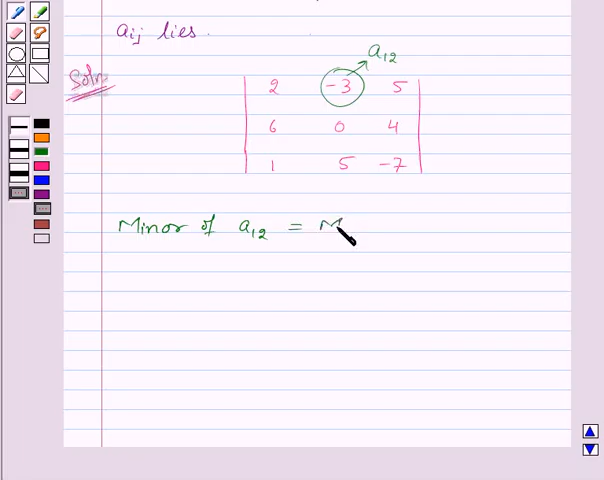 aij lies.
Soln
a12
2 -3 5
6 0 4
1 5 -7
Minor of a12 = M